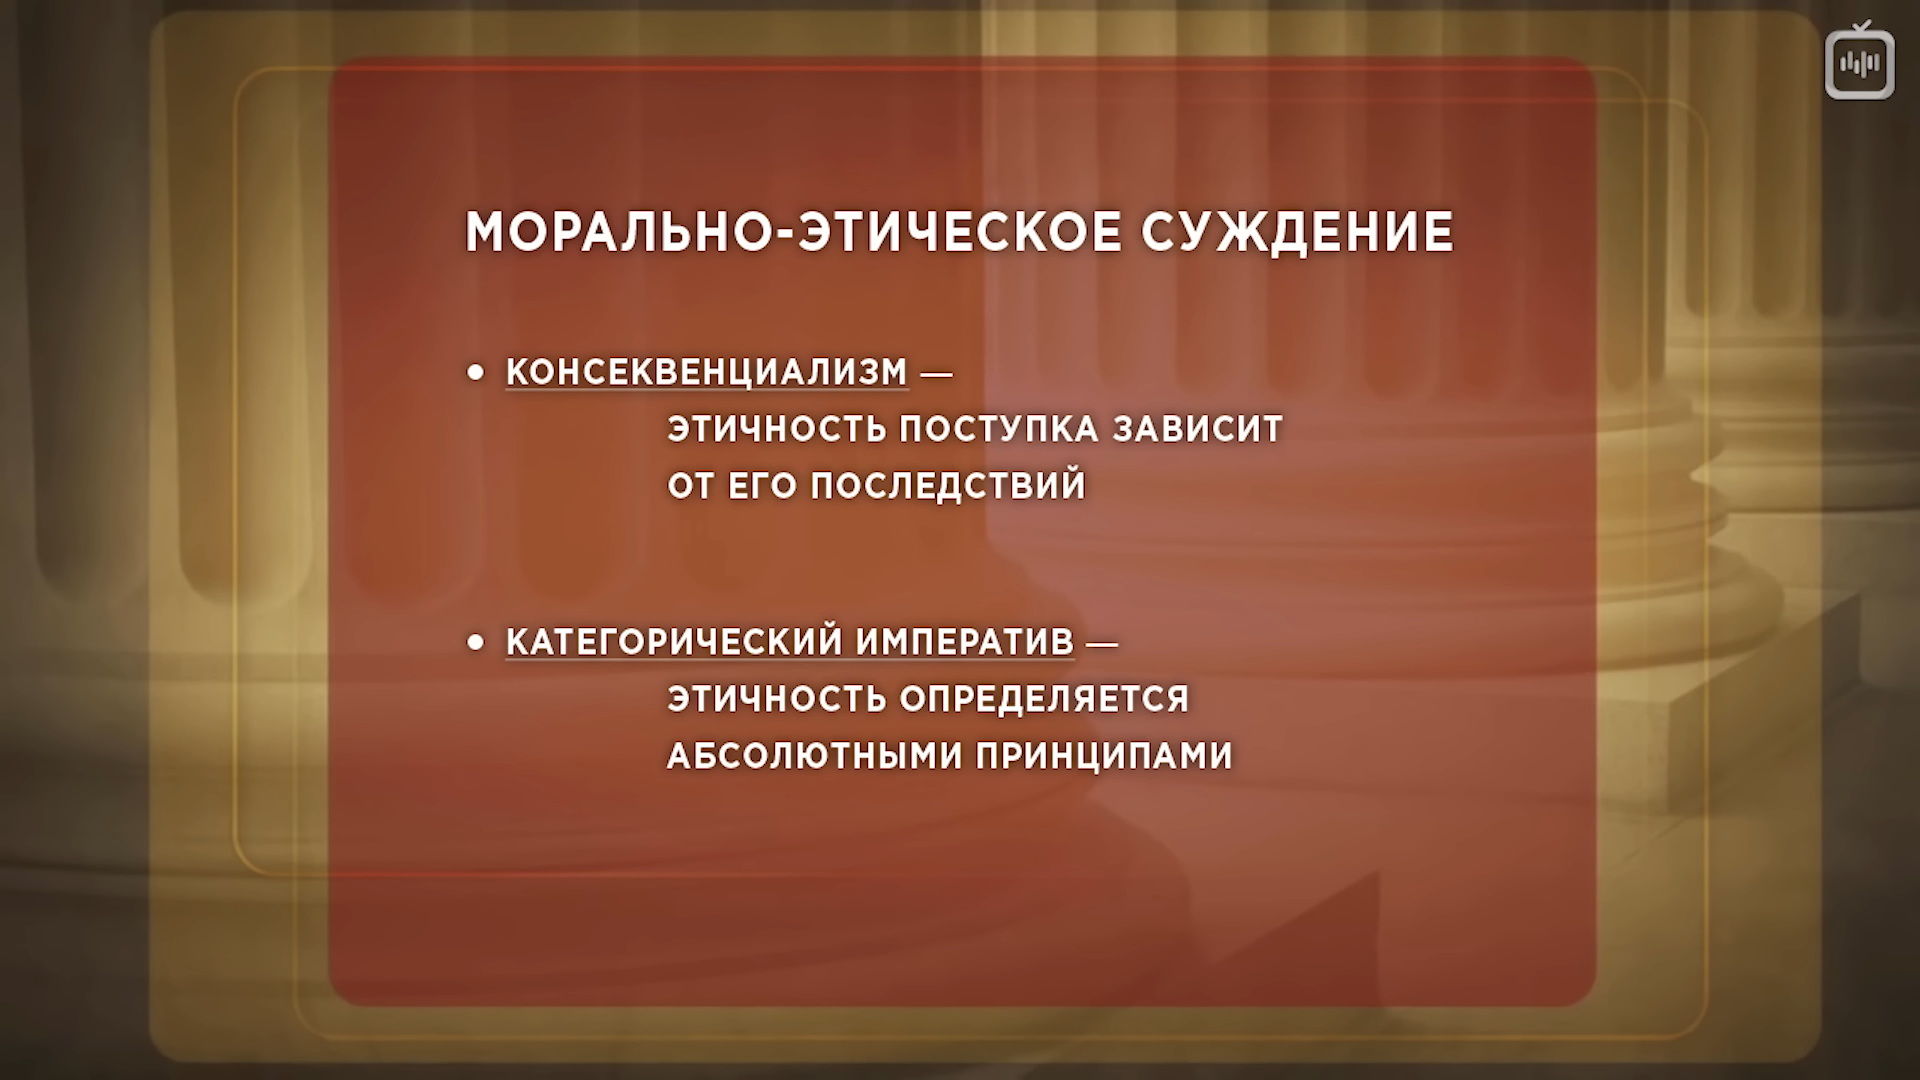 МОРАЛЬНО-ЭТИЧЕСКОЕ СУЖДЕНИЕ
• КОНСЕКВЕНЦИАЛИЗМ —
ЭТИЧНОСТЬ ПОСТУПКА ЗАВИСИТ
ОТ ЕГО ПОСЛЕДСТВИЙ
• КАТЕГОРИЧЕСКИЙ ИМПЕРАТИВ —
ЭТИЧНОСТЬ ОПРЕДЕЛЯЕТСЯ
АБСОЛЮТНЫМИ ПРИНЦИПАМИ